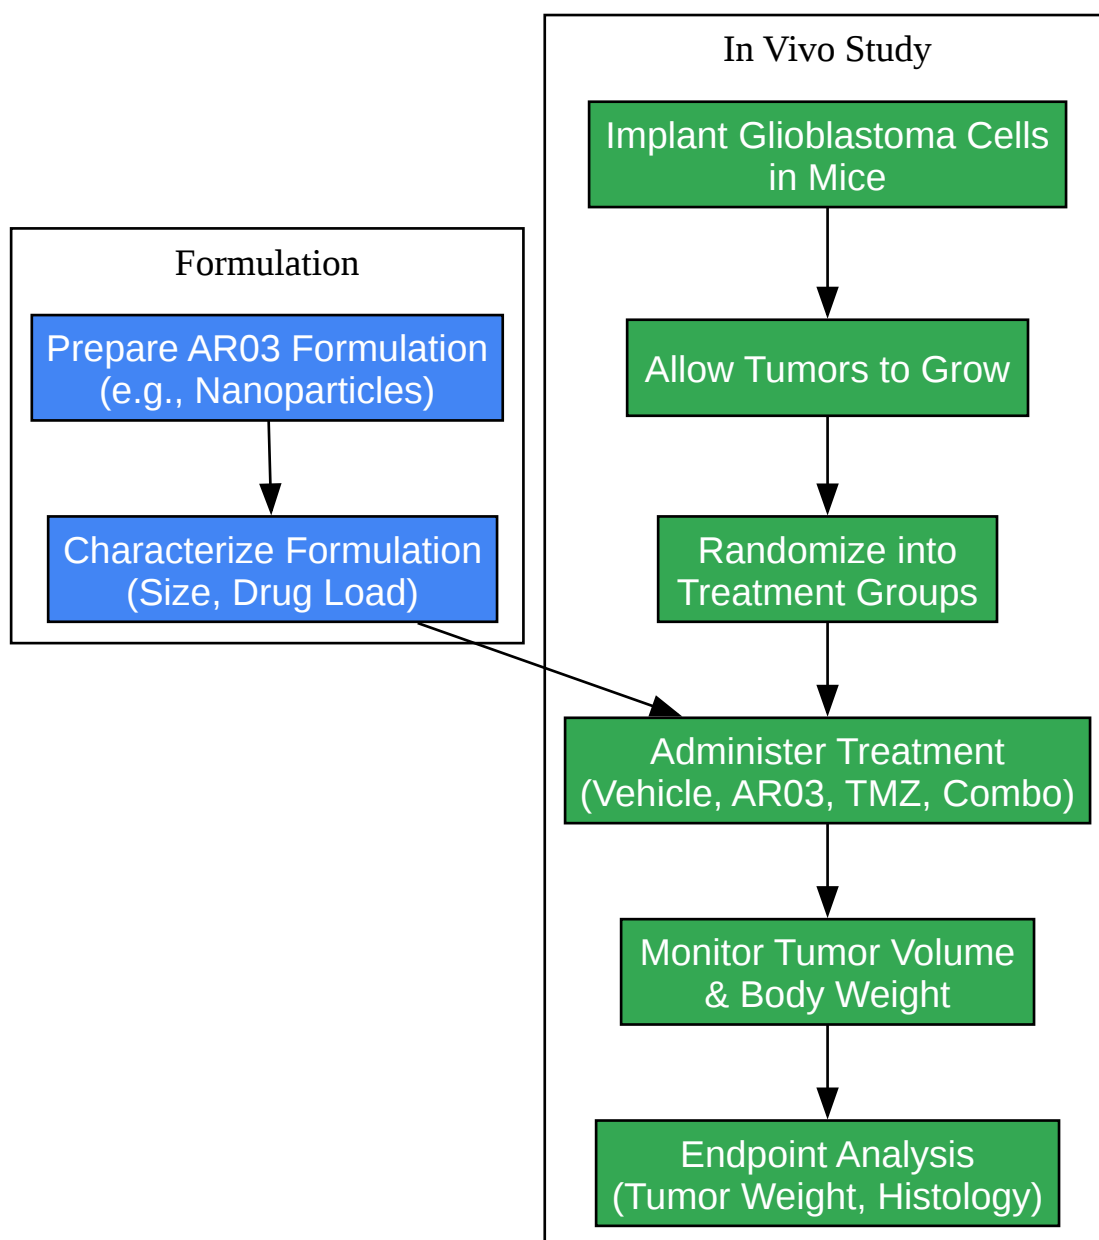 In Vivo Study
Implant Glioblastoma Cells
in Mice
Formulation
Prepare AR03 Formulation
(e.g., Nanoparticles)
Allow Tumors to Grow
Characterize Formulation
(Size, Drug Load)
Randomize into
Treatment Groups
Administer Treatment
(Vehicle, AR03, TMZ, Combo)
Monitor Tumor Volume
& Body Weight
Endpoint Analysis
(Tumor Weight, Histology)